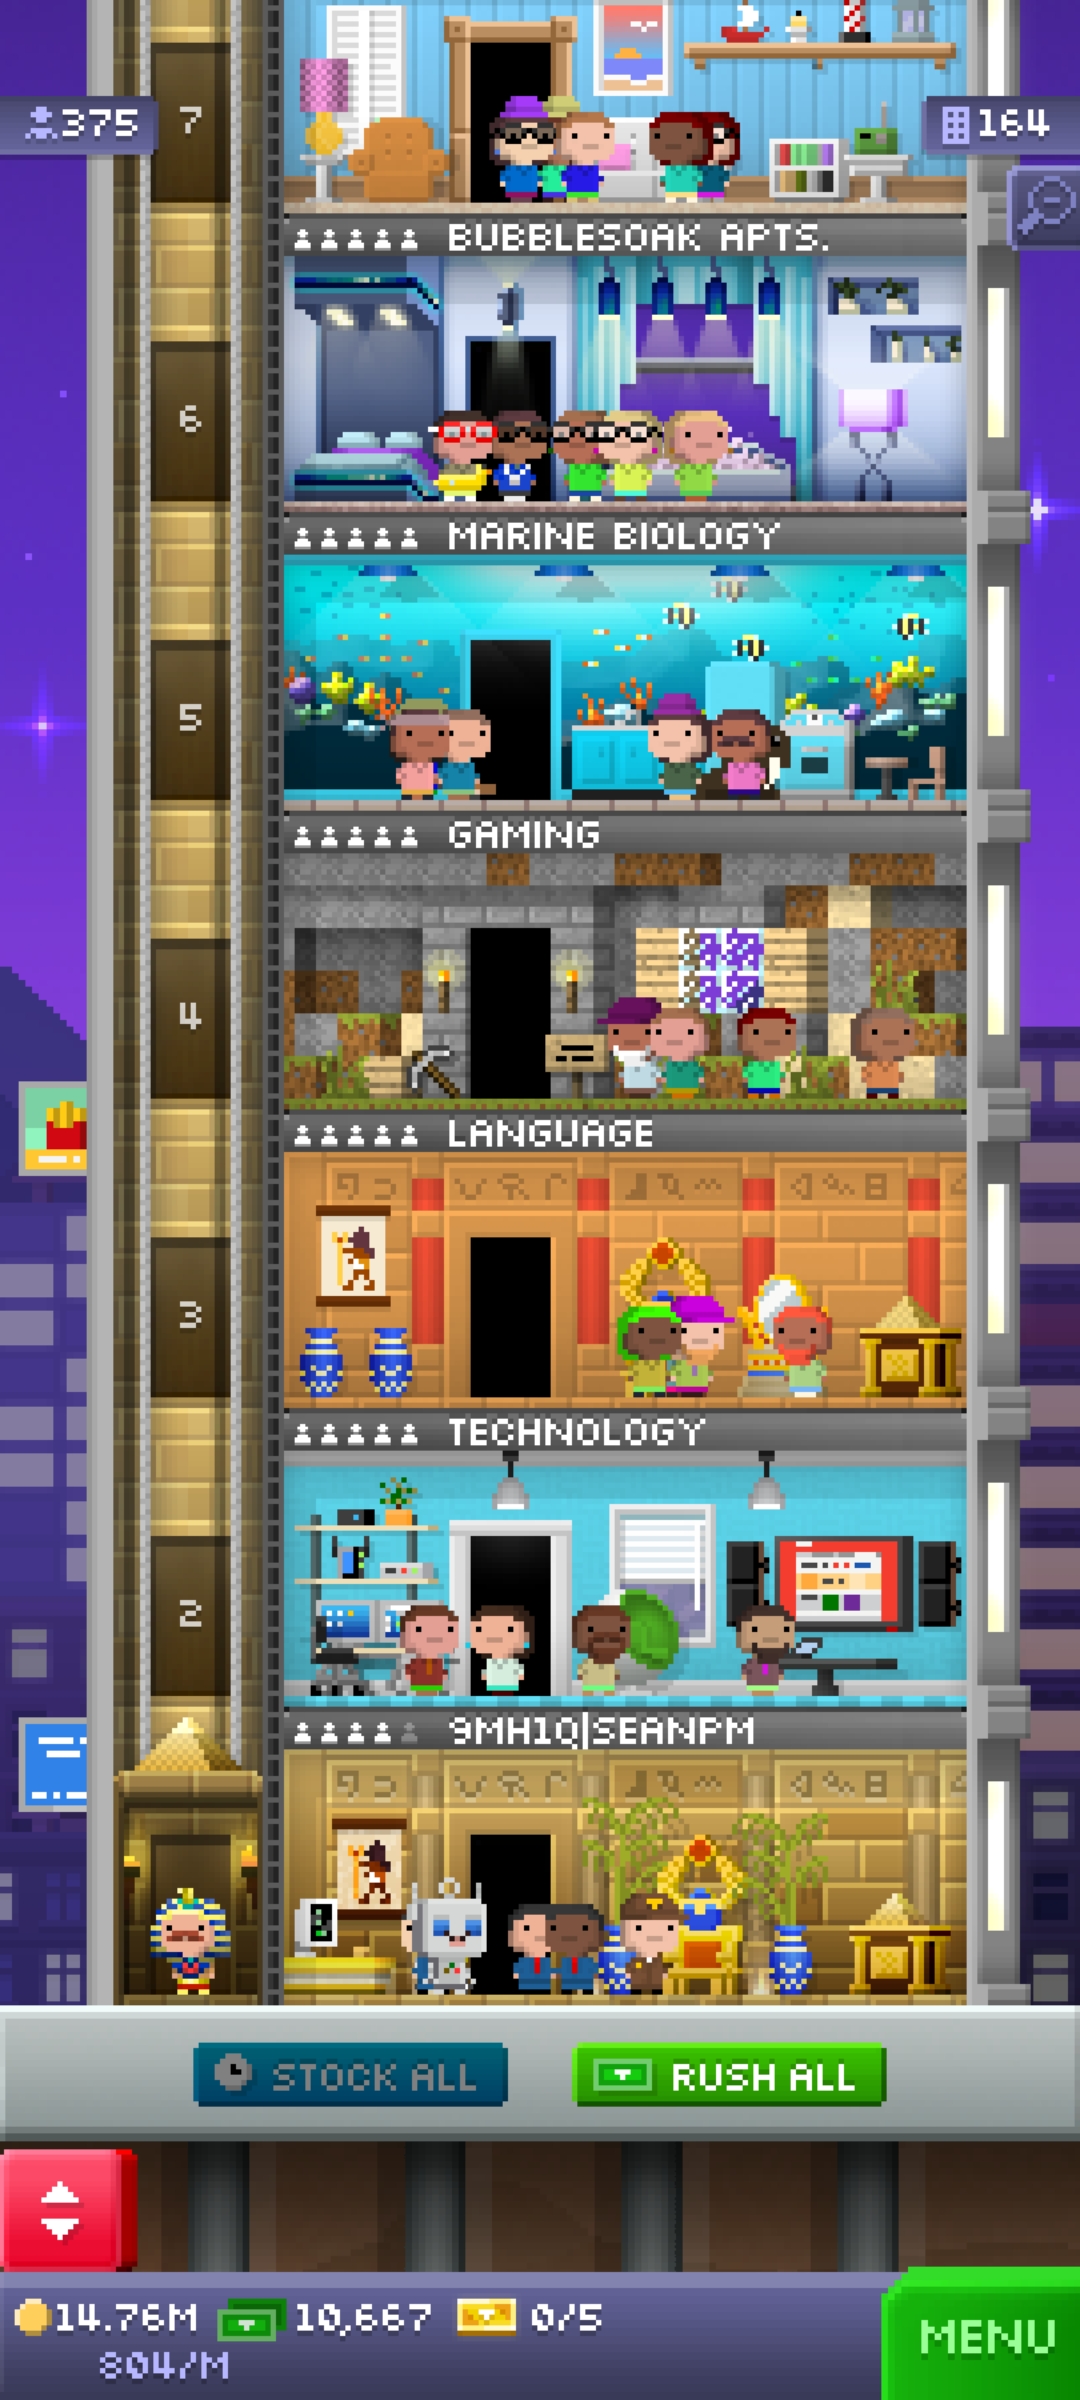 7
375
164
BUBBLESOAK APTS.
6
MARINE BIOLOGY
5
GAMING
4
LANGUAGE
3
TECHNOLOGY
2
9MH1Q|SEANPM
STOCK ALL
RUSH ALL
14.76M
10,667
0/5
804/M
MENU